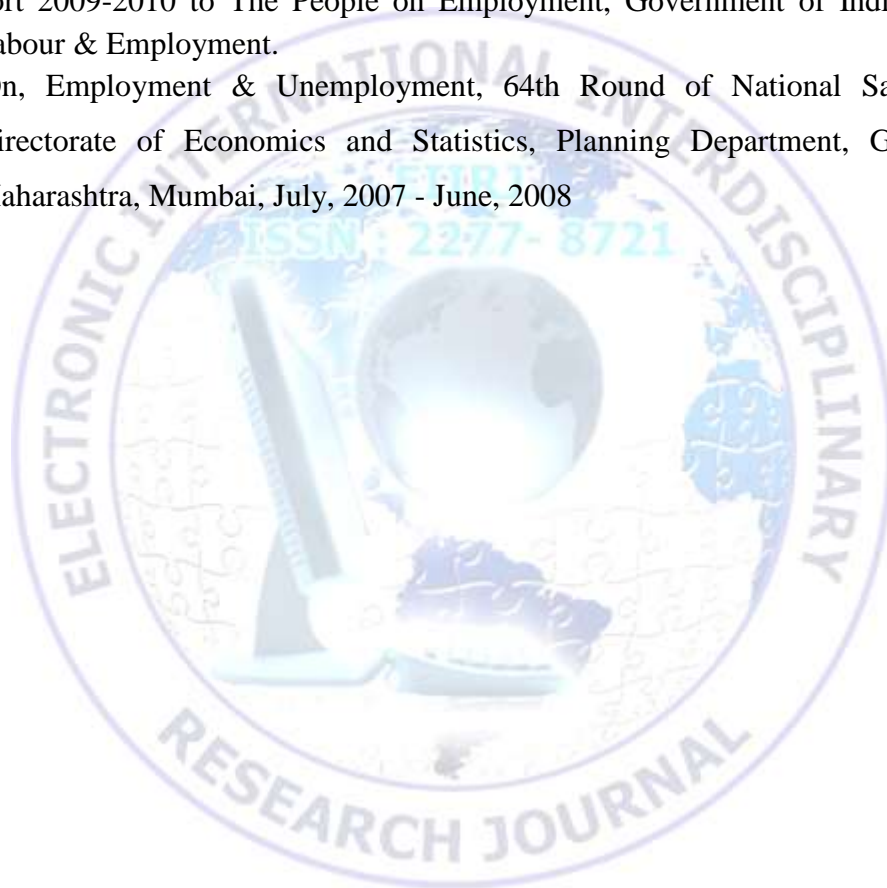 ort 2009-2010 to The People on Employment, Government of Indi
abour & Employment.
on, Employment & Unemployment, 64th Round of National Sa
irectorate of Economics and Statistics, Planning Department, G
aharashtra, Mumbai, July, 2007 - June, 2008
EIIRJ
ISSN : 2277- 8721
ELECTRONIC INTERNATIONAL INTERDISCIPLINARY
RESEARCH JOURNAL